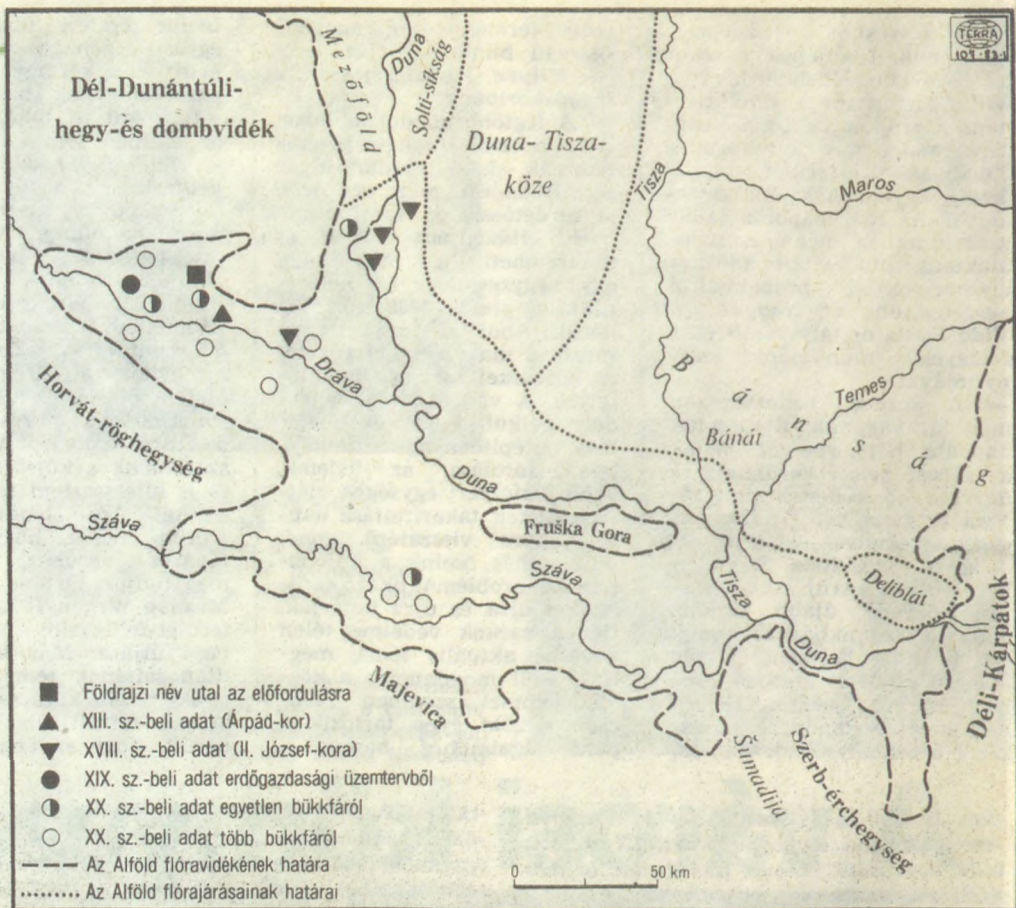 TERRA
Dél-Dunántúli-
hegy-és dombvidék
Mezőföld
Duna
Solti-síkság
Duna-Tisza-
köze
Tisza
Maros
Dráva
Horvát-röghegység
Bánát
Bánság
Temes
Duna
Fruška Gora
Száva
Száva
Tisza
Deliblát
Duna
Déli-Kárpátok
Majevica
Šumadija
Szerb-érchegység
Földrajzi név utal az előfordulásra
XIII. sz.-beli adat (Árpád-kor)
XVIII. sz.-beli adat (II. József-kora)
XIX. sz.-beli adat erdőgazdasági üzemtervből
XX. sz.-beli adat egyetlen bükkfáról
XX. sz.-beli adat több bükkfáról
Az Alföld flóravidékének határa
Az Alföld flórajárásainak határai
0 50 km